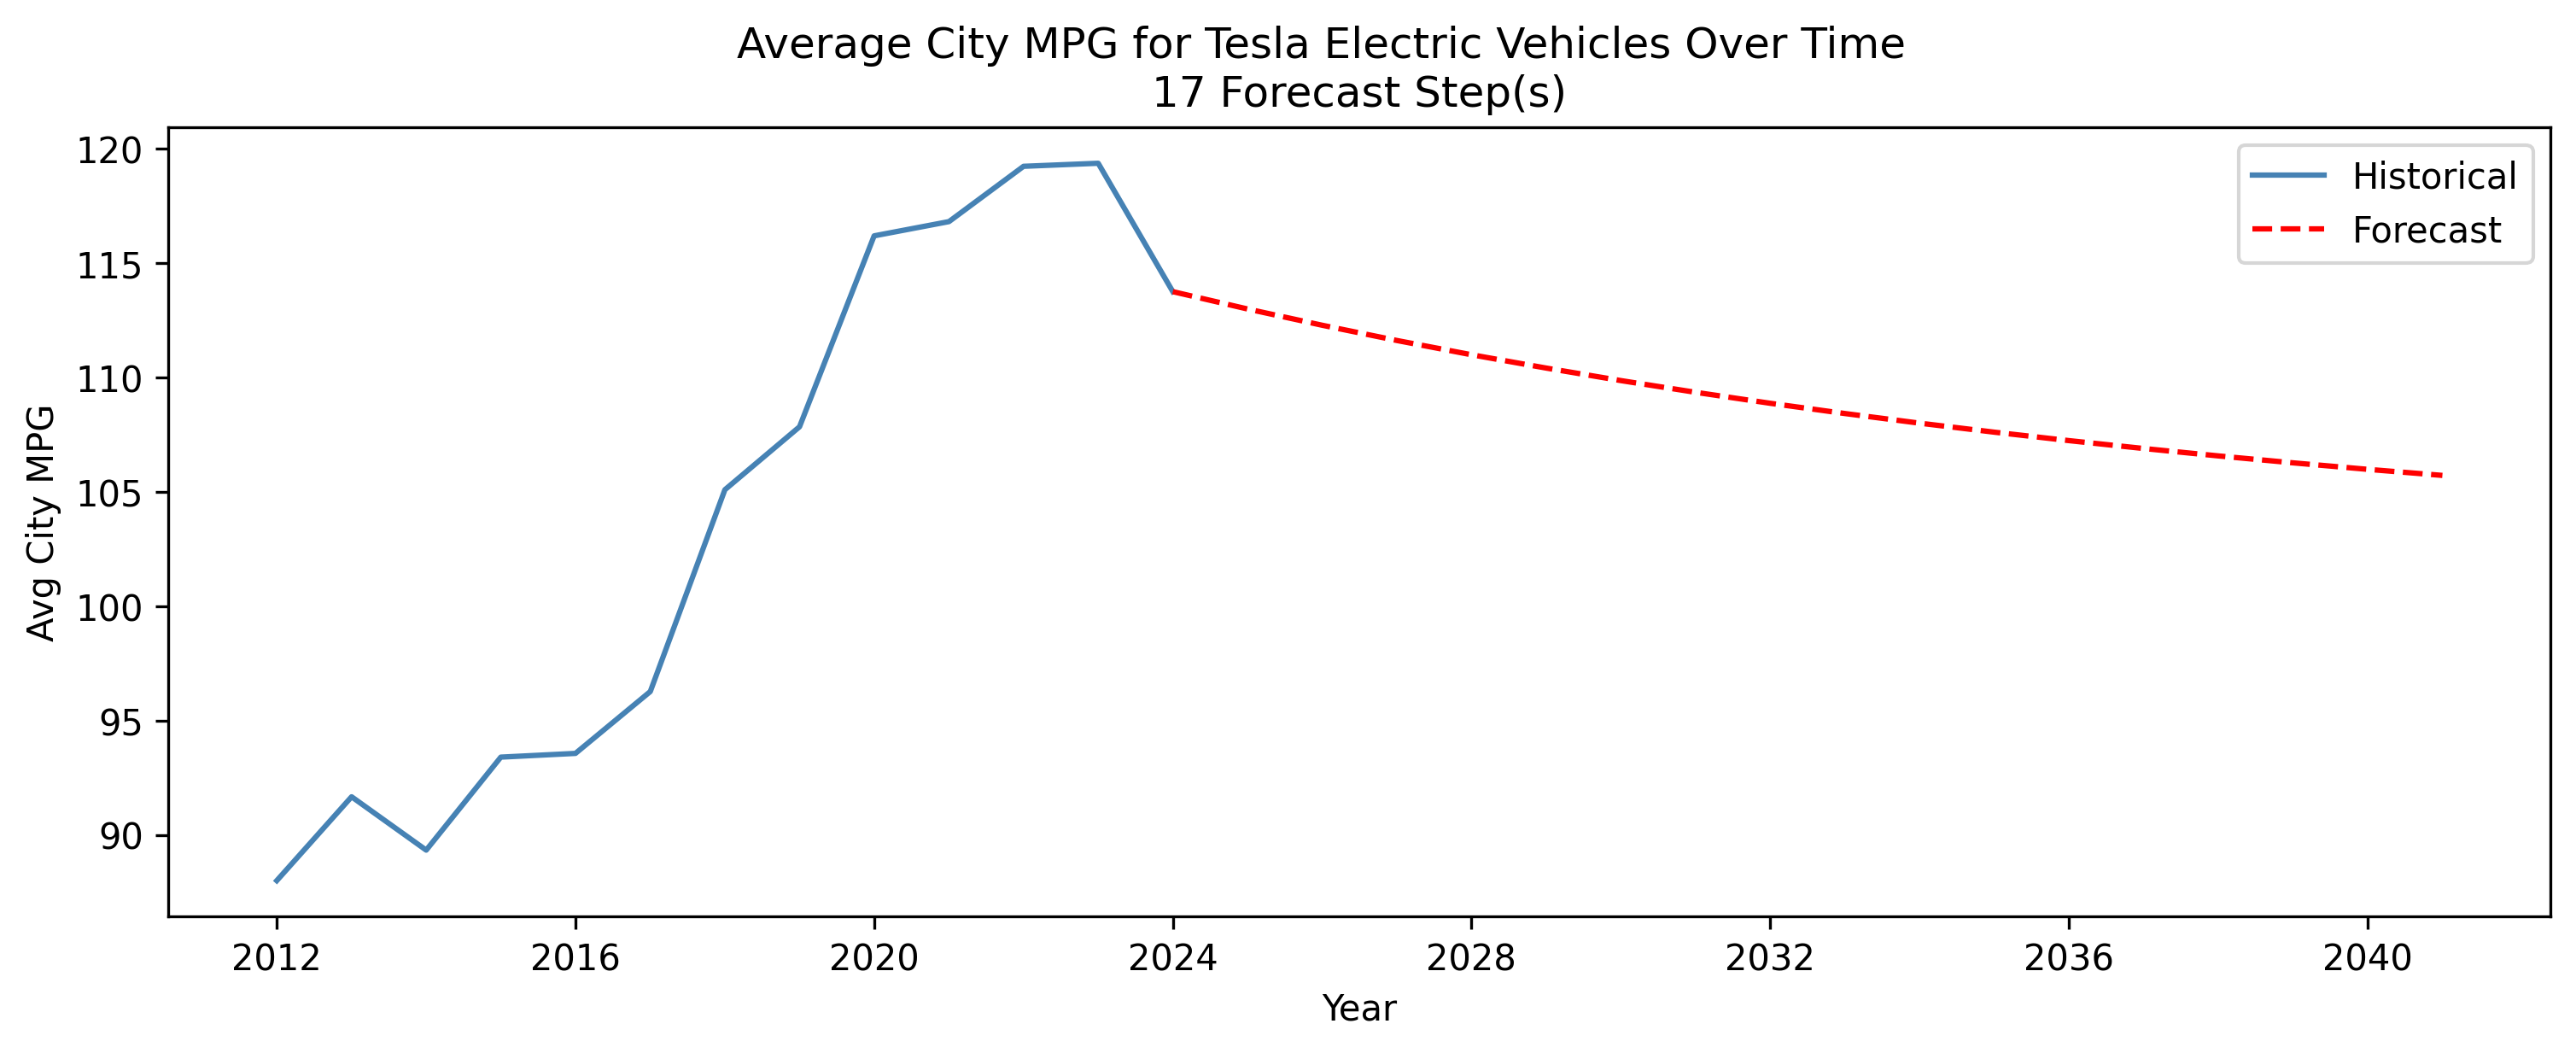 Average City MPG for Tesla Electric Vehicles Over Time
17 Forecast Step(s)
120
115
110
105
100
95
90
Avg City MPG
Historical
Forecast
2012
2016
2020
2024
2028
2032
2036
2040
Year